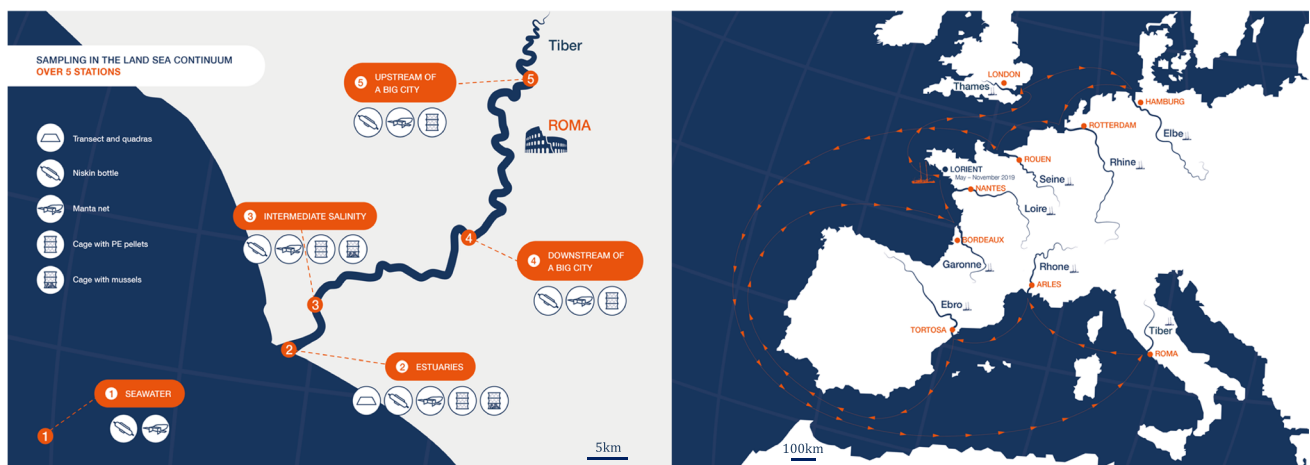 SAMPLING IN THE LAND SEA CONTINUUM
OVER 5 STATIONS
Transect and quadras
Niskin bottle
Manta net
Cage with PE pellets
Cage with mussels
Tiber
5 UPSTREAM OF
A BIG CITY
5
ROMA
3 INTERMEDIATE SALINITY
4
4 DOWNSTREAM OF
A BIG CITY
3
2
2 ESTUARIES
1 SEAWATER
1
5km
LONDON
Thames
HAMBURG
ROTTERDAM
Elbe
ROUEN
Rhine
LORIENT
May – November 2019
Seine
NANTES
Loire
BORDEAUX
Garonne
Rhone
ARLES
Ebro
TORTOSA
Tiber
ROMA
100km